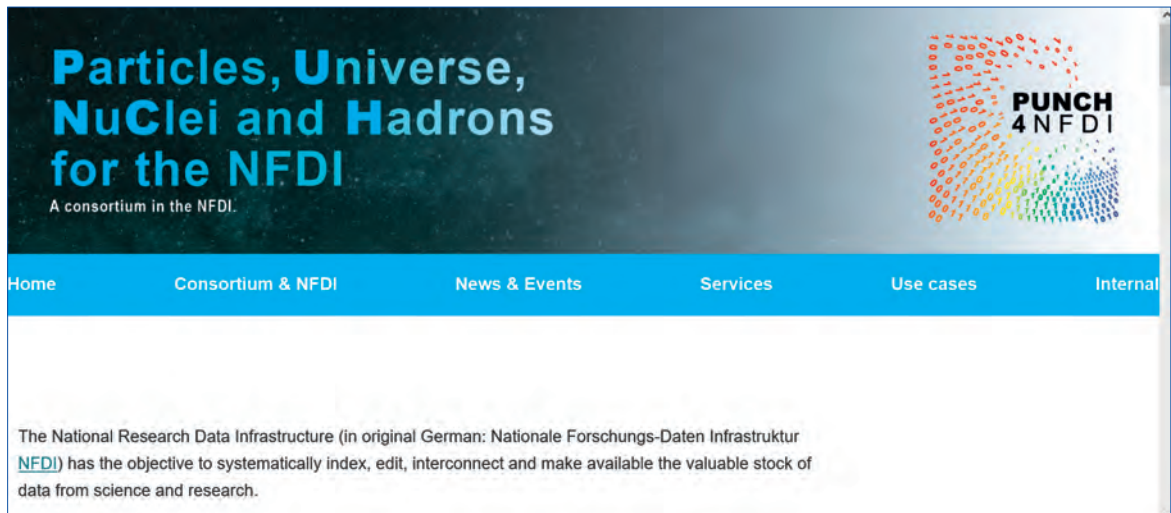 Particles, Universe,
NuClei and Hadrons
for the NFDI
A consortium in the NFDI.
PUNCH
4NFDI
Home Consortium & NFDI News & Events Services Use cases Internal
The National Research Data Infrastructure (in original German: Nationale Forschungs-Daten Infrastruktur
NFDI) has the objective to systematically index, edit, interconnect and make available the valuable stock of
data from science and research.